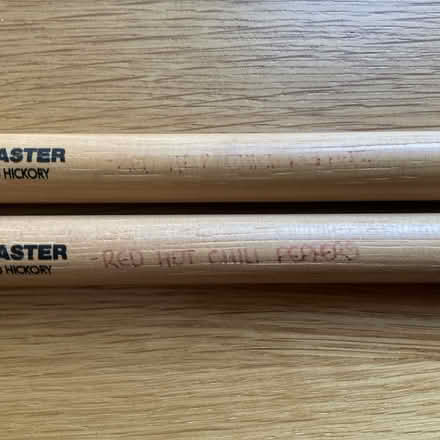 ASTER
HICKORY
ASTER
HICKORY
-RED HOT CHILI PEPPERS